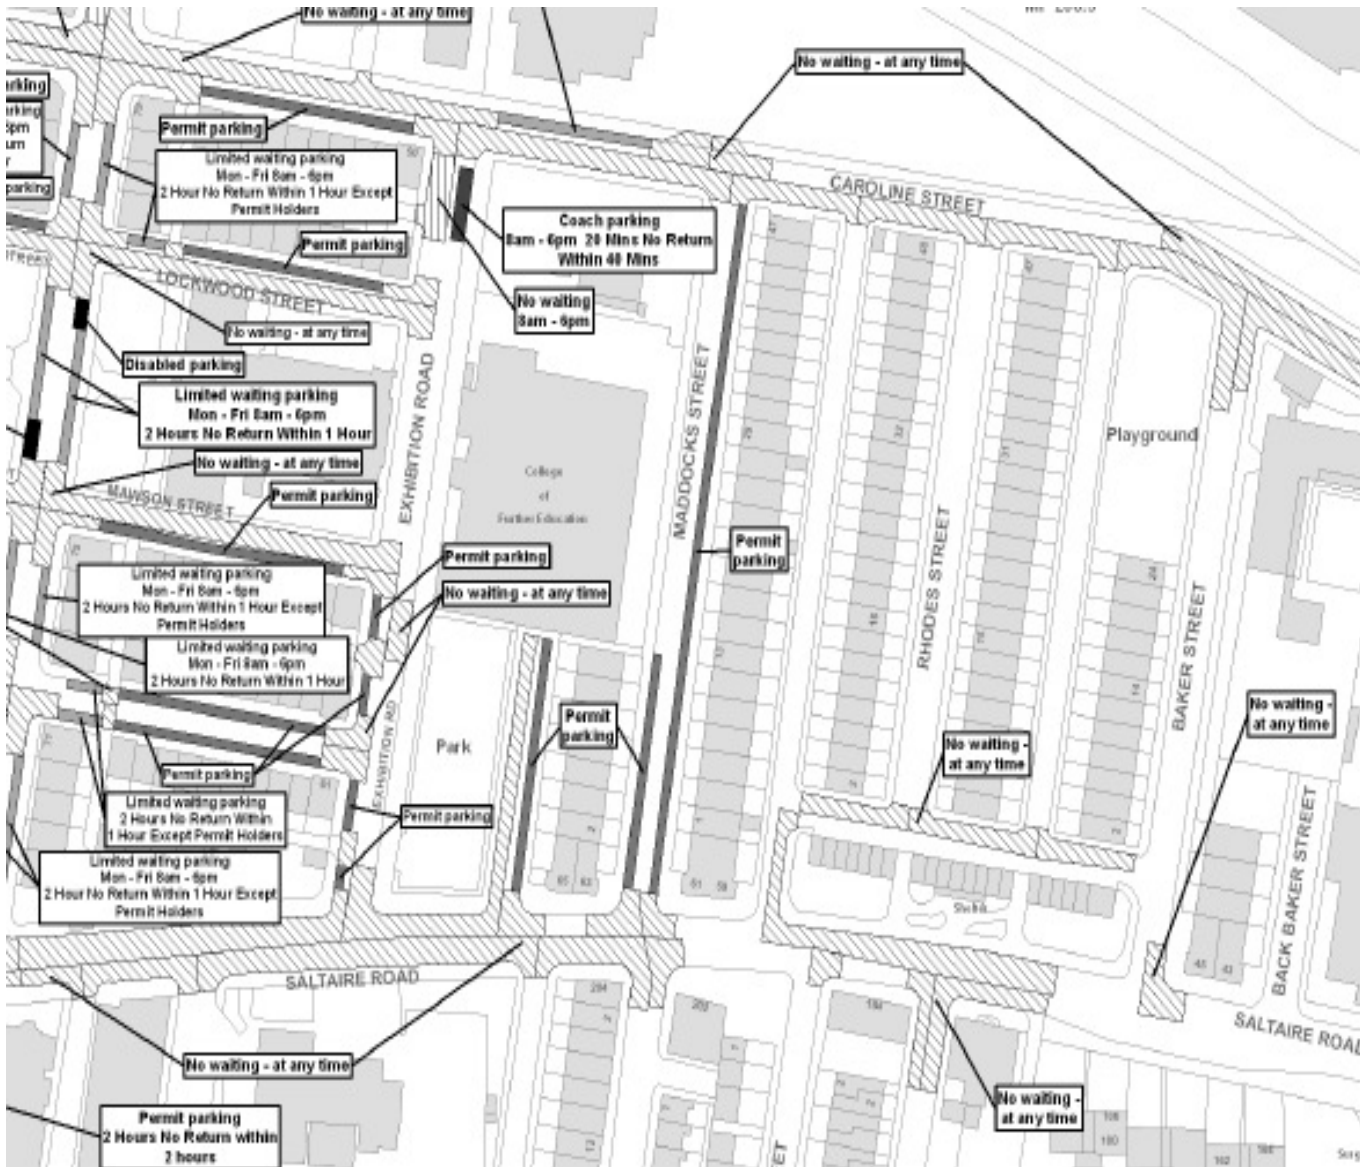 No waiting - at any time
No waiting - at any time
Permit parking
Limited waiting parking
Mon - Fri 8am - 6pm
2 Hour No Return Within 1 Hour Except
Permit Holders
CAROLINE STREET
Coach parking
8am - 6pm 20 Mins No Return
Within 40 Mins
Permit parking
LOCKWOOD STREET
No waiting
8am - 6pm
No waiting - at any time
Disabled parking
Limited waiting parking
Mon - Fri 8am - 6pm
2 Hours No Return Within 1 Hour
EXHIBITION ROAD
MADDOCKS STREET
Playground
No waiting - at any time
MAWSON STREET
Permit parking
College
of
Further Education
Permit parking
Permit
parking
Limited waiting parking
Mon - Fri 8am - 6pm
2 Hours No Return Within 1 Hour Except
Permit Holders
No waiting - at any time
RHODES STREET
BAKER STREET
Limited waiting parking
Mon - Fri 8am - 6pm
2 Hours No Return Within 1 Hour
EXHIBITION RD
Park
Permit
parking
No waiting -
at any time
No waiting -
at any time
Permit parking
Limited waiting parking
2 Hours No Return Within
1 Hour Except Permit Holders
Permit parking
Limited waiting parking
Mon - Fri 8am - 6pm
2 Hour No Return Within 1 Hour Except
Permit Holders
65 63
61 59
BACK BAKER STREET
45 43
SALTAIRE ROAD
204
202
194
SALTAIRE ROAD
No waiting - at any time
No waiting -
at any time
Permit parking
2 Hours No Return within
2 hours